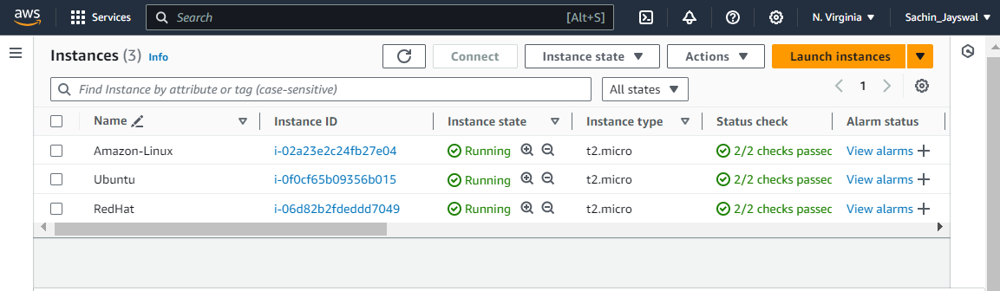 aws Services Search [Alt+S] N. Virginia Sachin_Jayswal
Instances (3) Info Connect Instance state Actions Launch instances
Find Instance by attribute or tag (case-sensitive) All states 1
Name Instance ID Instance state Instance type Status check Alarm status
Amazon-Linux i-02a23e2c24fb27e04 Running t2.micro 2/2 checks passed View alarms
Ubuntu i-0f0cf65b09356b015 Running t2.micro 2/2 checks passed View alarms
RedHat i-06d82b2fdeddd7049 Running t2.micro 2/2 checks passed View alarms